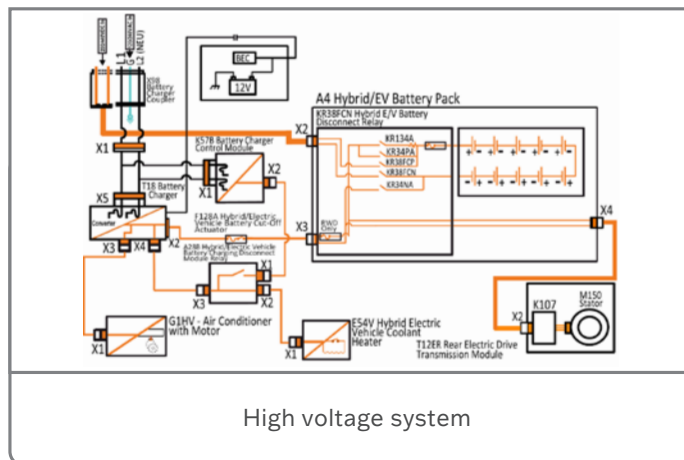 L1
G
L2 (NEU)
X98
Battery
Charger
Coupler
BEC
12V
A4 Hybrid/EV Battery Pack
KR38FCN Hybrid E/V Battery
Disconnect Relay
X2
KR134A
KR34PA
KR38FCP
KR38FCN
KR34NA
K57B Battery Charger
Control Module
X1
X1
X2
X5
T18 Battery
Charger
Converter
F128A Hybrid/Electric
Vehicle Battery Cut-Off
Actuator
X3
RWD
Only
X4
X3
X4
X2
A28B Hybrid/Electric Vehicle
Battery Charging Disconnect
Module Relay
X1
X3
X2
X1
G1HV - Air Conditioner
with Motor
X1
E54V Hybrid Electric
Vehicle Coolant
Heater
X2
K107
M150
Stator
T12ER Rear Electric Drive
Transmission Module
High voltage system